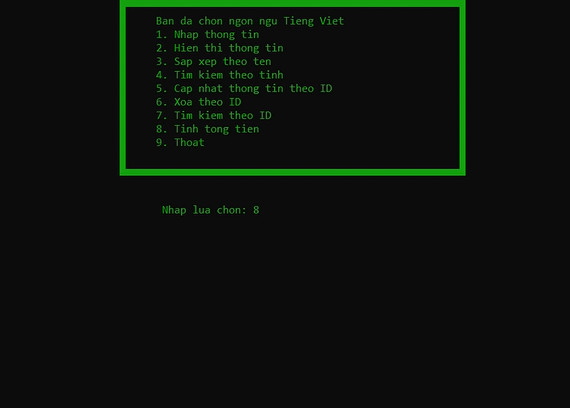 Ban da chon ngon ngu Tieng Viet
1. Nhap thong tin
2. Hien thi thong tin
3. Sap xep theo ten
4. Tim kiem theo tinh
5. Cap nhat thong tin theo ID
6. Xoa theo ID
7. Tim kiem theo ID
8. Tinh tong tien
9. Thoat
Nhap lua chon: 8